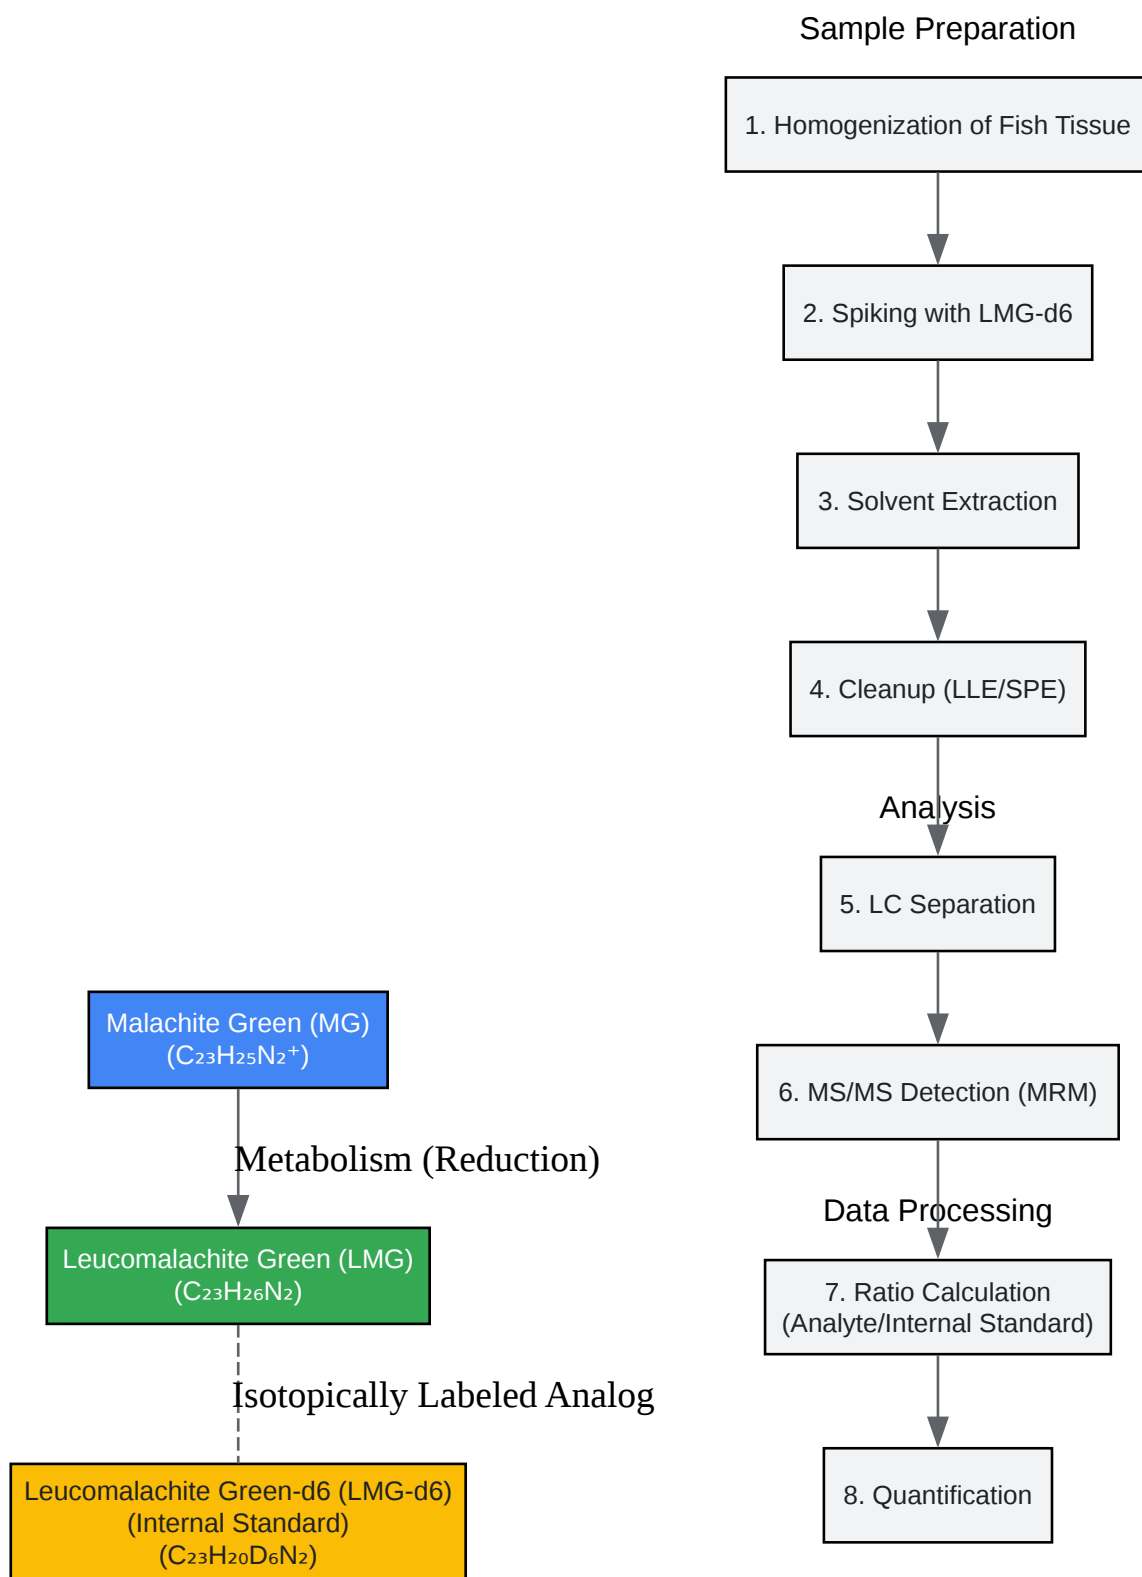 Sample Preparation
1. Homogenization of Fish Tissue
2. Spiking with LMG-d6
3. Solvent Extraction
4. Cleanup (LLE/SPE)
Analysis
5. LC Separation
6. MS/MS Detection (MRM)
Data Processing
7. Ratio Calculation
(Analyte/Internal Standard)
8. Quantification
Malachite Green (MG)
(C₂₃H₂₅N₂⁺)
Metabolism (Reduction)
Leucomalachite Green (LMG)
(C₂₃H₂₆N₂)
Isotopically Labeled Analog
Leucomalachite Green-d6 (LMG-d6)
(Internal Standard)
(C₂₃H₂₀D₆N₂)